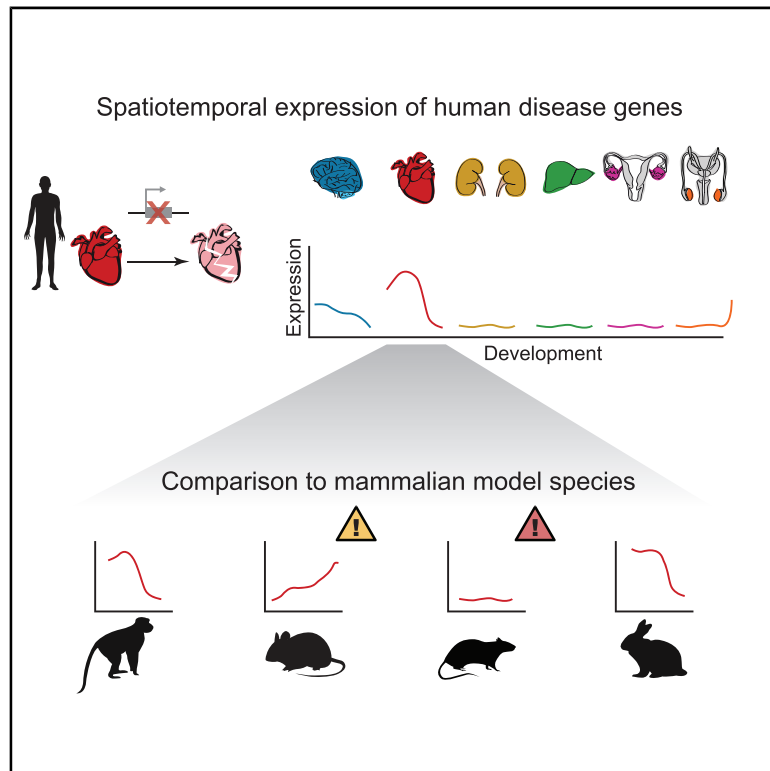 Spatiotemporal expression of human disease genes
Expression
Development
Comparison to mammalian model species
!
!